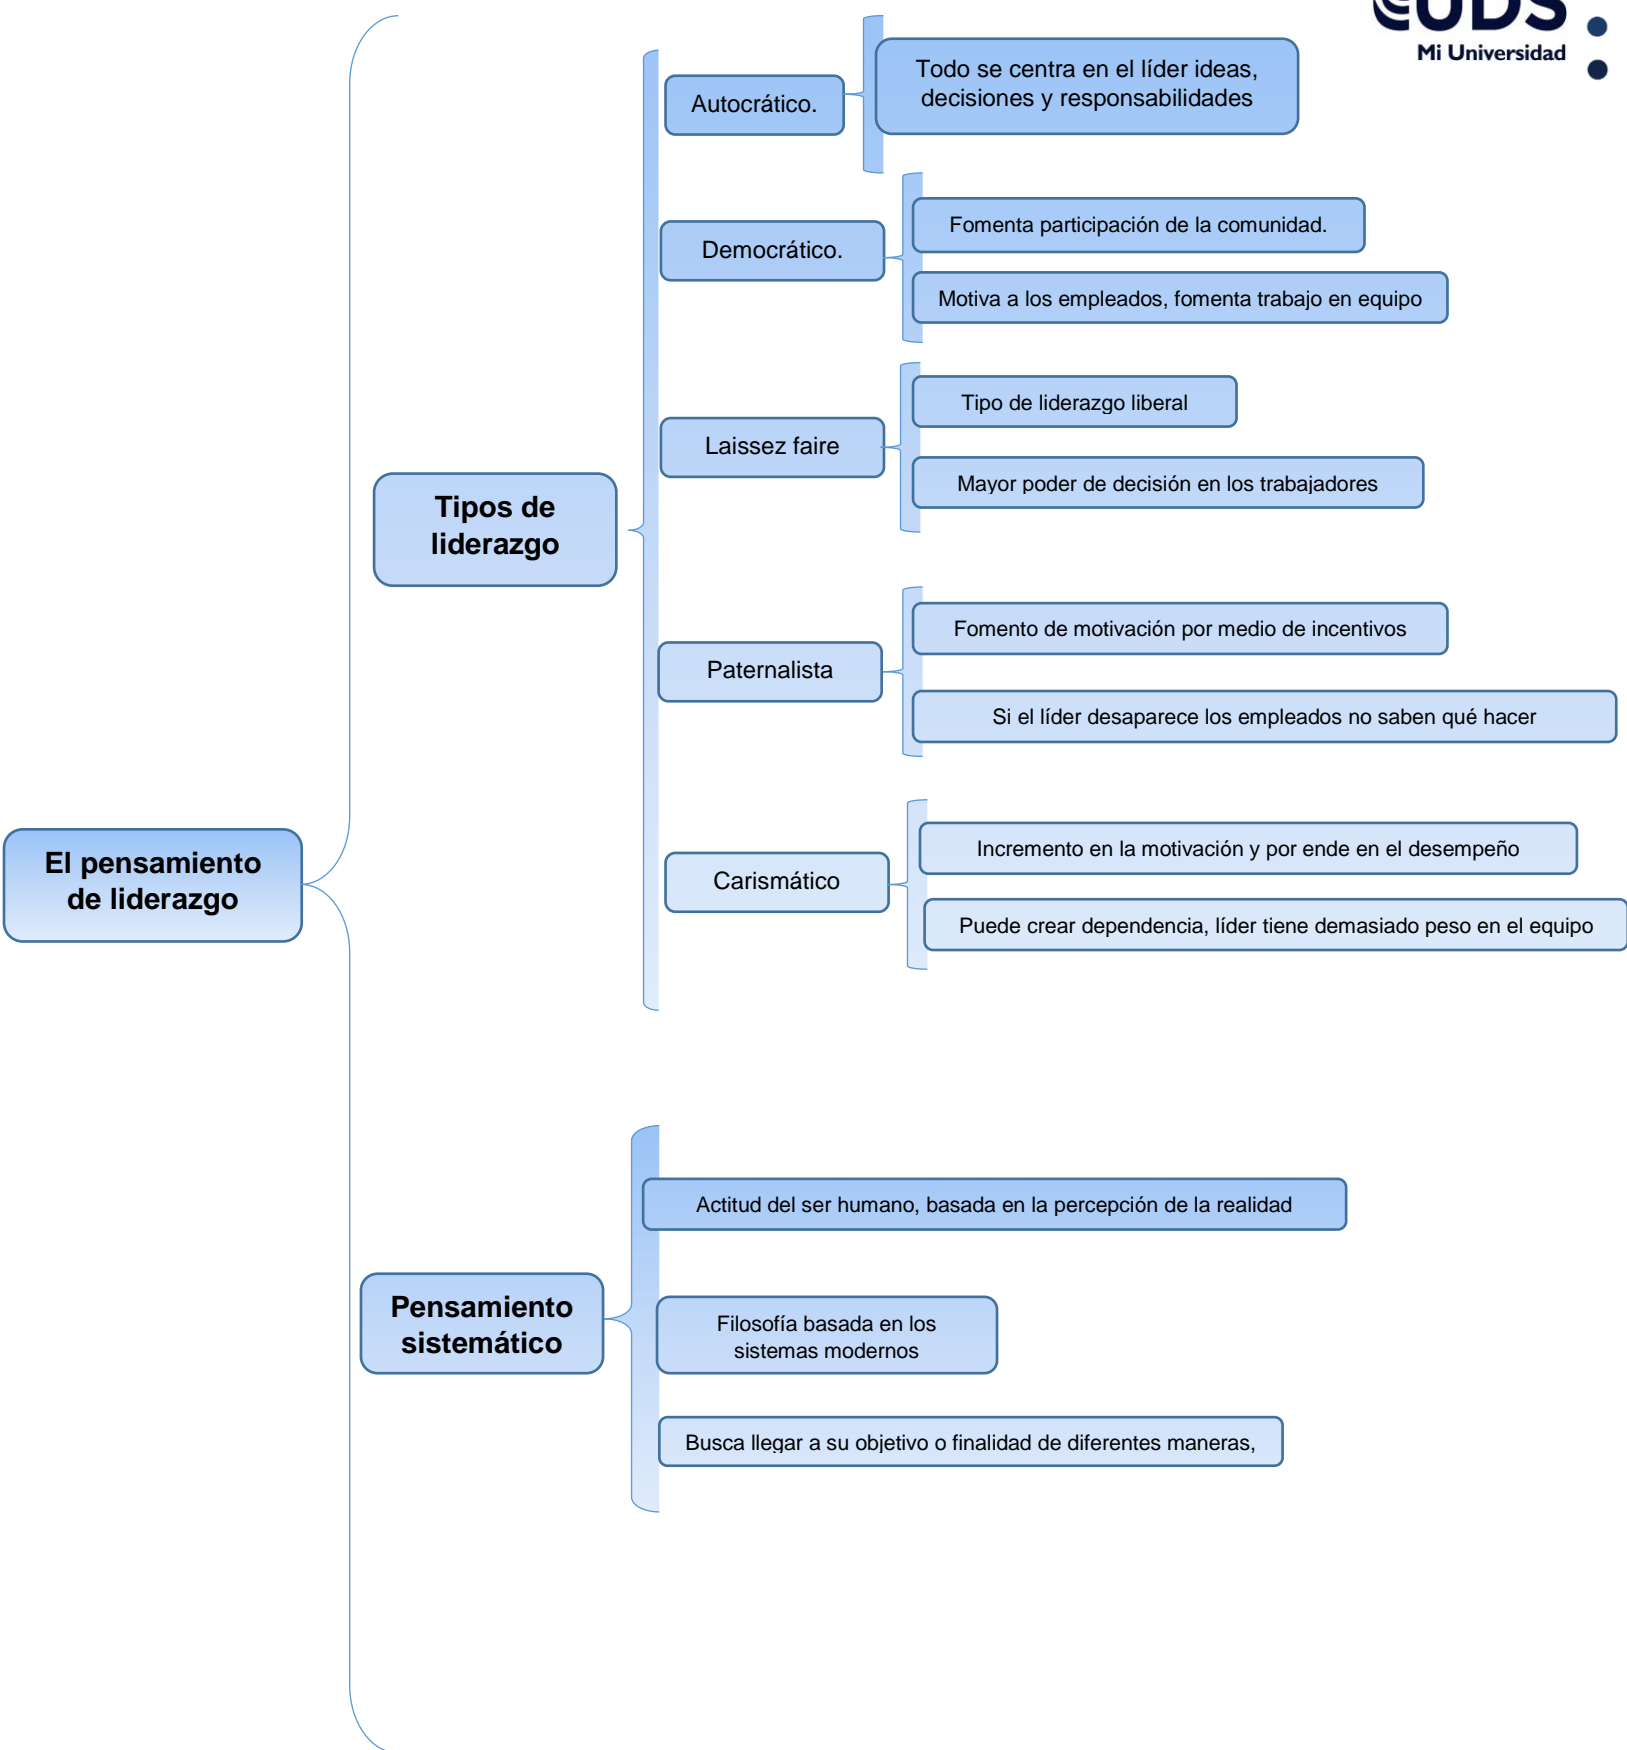 UDS
Mi Universidad
Todo se centra en el líder ideas,
decisiones y responsabilidades
Autocrático.
Fomenta participación de la comunidad.
Democrático.
Motiva a los empleados, fomenta trabajo en equipo
Tipo de liderazgo liberal
Laissez faire
Mayor poder de decisión en los trabajadores
Tipos de
liderazgo
Fomento de motivación por medio de incentivos
Paternalista
Si el líder desaparece los empleados no saben qué hacer
El pensamiento
de liderazgo
Incremento en la motivación y por ende en el desempeño
Carismático
Puede crear dependencia, líder tiene demasiado peso en el equipo
Actitud del ser humano, basada en la percepción de la realidad
Pensamiento
sistemático
Filosofía basada en los
sistemas modernos
Busca llegar a su objetivo o finalidad de diferentes maneras,